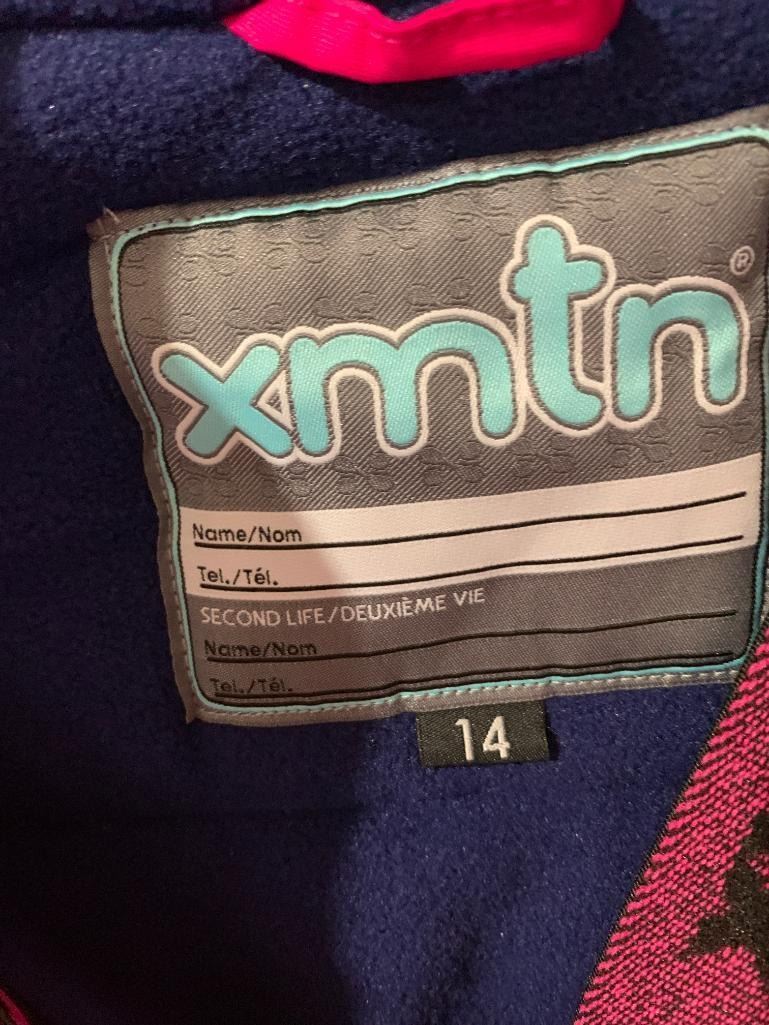 xmtn®
Name/Nom
Tel./Tél.
SECOND LIFE/DEUXIÈME VIE
Name/Nom
Tel./Tél.
14